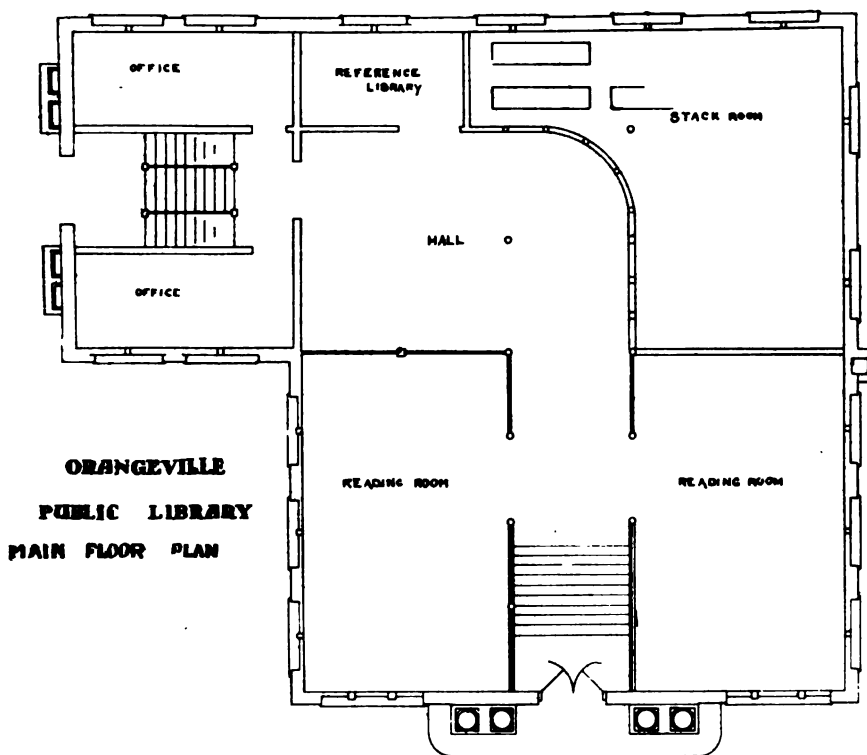 OFFICE
REFERENCE
LIBRARY
STACK ROOM
HALL
OFFICE
READING ROOM
READING ROOM
ORANGEVILLE
PUBLIC LIBRARY
MAIN FLOOR PLAN